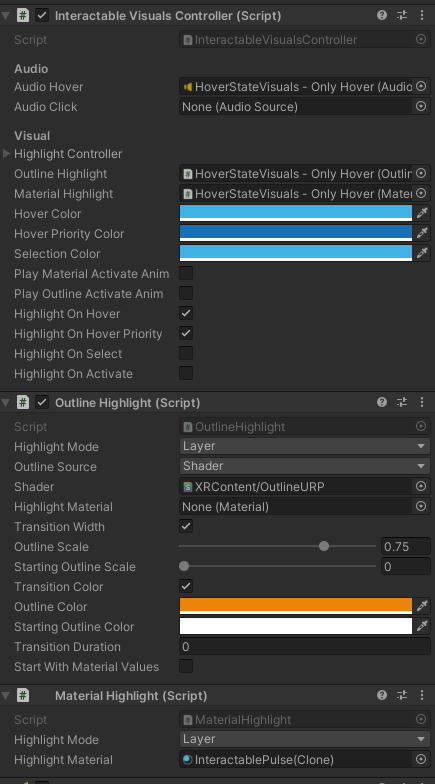 Interactable Visuals Controller (Script)
Script InteractableVisualsController
Audio
Audio Hover HoverStateVisuals - Only Hover (Audio
Audio Click None (Audio Source)
Visual
Highlight Controller
Outline Highlight HoverStateVisuals - Only Hover (Outlin
Material Highlight HoverStateVisuals - Only Hover (Mater
Hover Color
Hover Priority Color
Selection Color
Play Material Activate Anim
Play Outline Activate Anim
Highlight On Hover
Highlight On Hover Priority
Highlight On Select
Highlight On Activate
Outline Highlight (Script)
Script OutlineHighlight
Highlight Mode Layer
Outline Source Shader
Shader XRContent/OutlineURP
Highlight Material None (Material)
Transition Width
Outline Scale 0.75
Starting Outline Scale 0
Transition Color
Outline Color
Starting Outline Color
Transition Duration 0
Start With Material Values
Material Highlight (Script)
Script MaterialHighlight
Highlight Mode Layer
Highlight Material InteractablePulse(Clone)